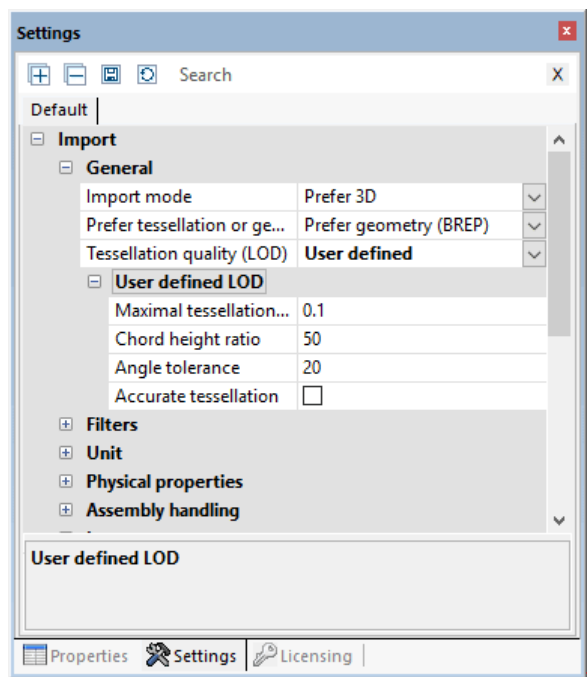 Settings
Search X
Default
Import
General
Import mode Prefer 3D
Prefer tessellation or ge... Prefer geometry (BREP)
Tessellation quality (LOD) User defined
User defined LOD
Maximal tessellation... 0.1
Chord height ratio 50
Angle tolerance 20
Accurate tessellation
Filters
Unit
Physical properties
Assembly handling
User defined LOD
Properties Settings Licensing